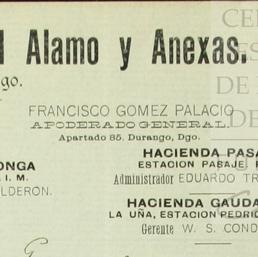 l Alamo y Anexas.
go.
FRANCISCO GOMEZ PALACIO
APODERADO GENERAL.
Apartado 85. Durango, Dgo.
HACIENDA PASA
ESTACION PASAJE.
Administrador EDUARDO TR
ONGA
I. M.
LDERON.
HACIENDA GAUDA
LA UÑA, ESTACION PEDRIC
Gerente W. S. COND
CE
ES
DE
DE